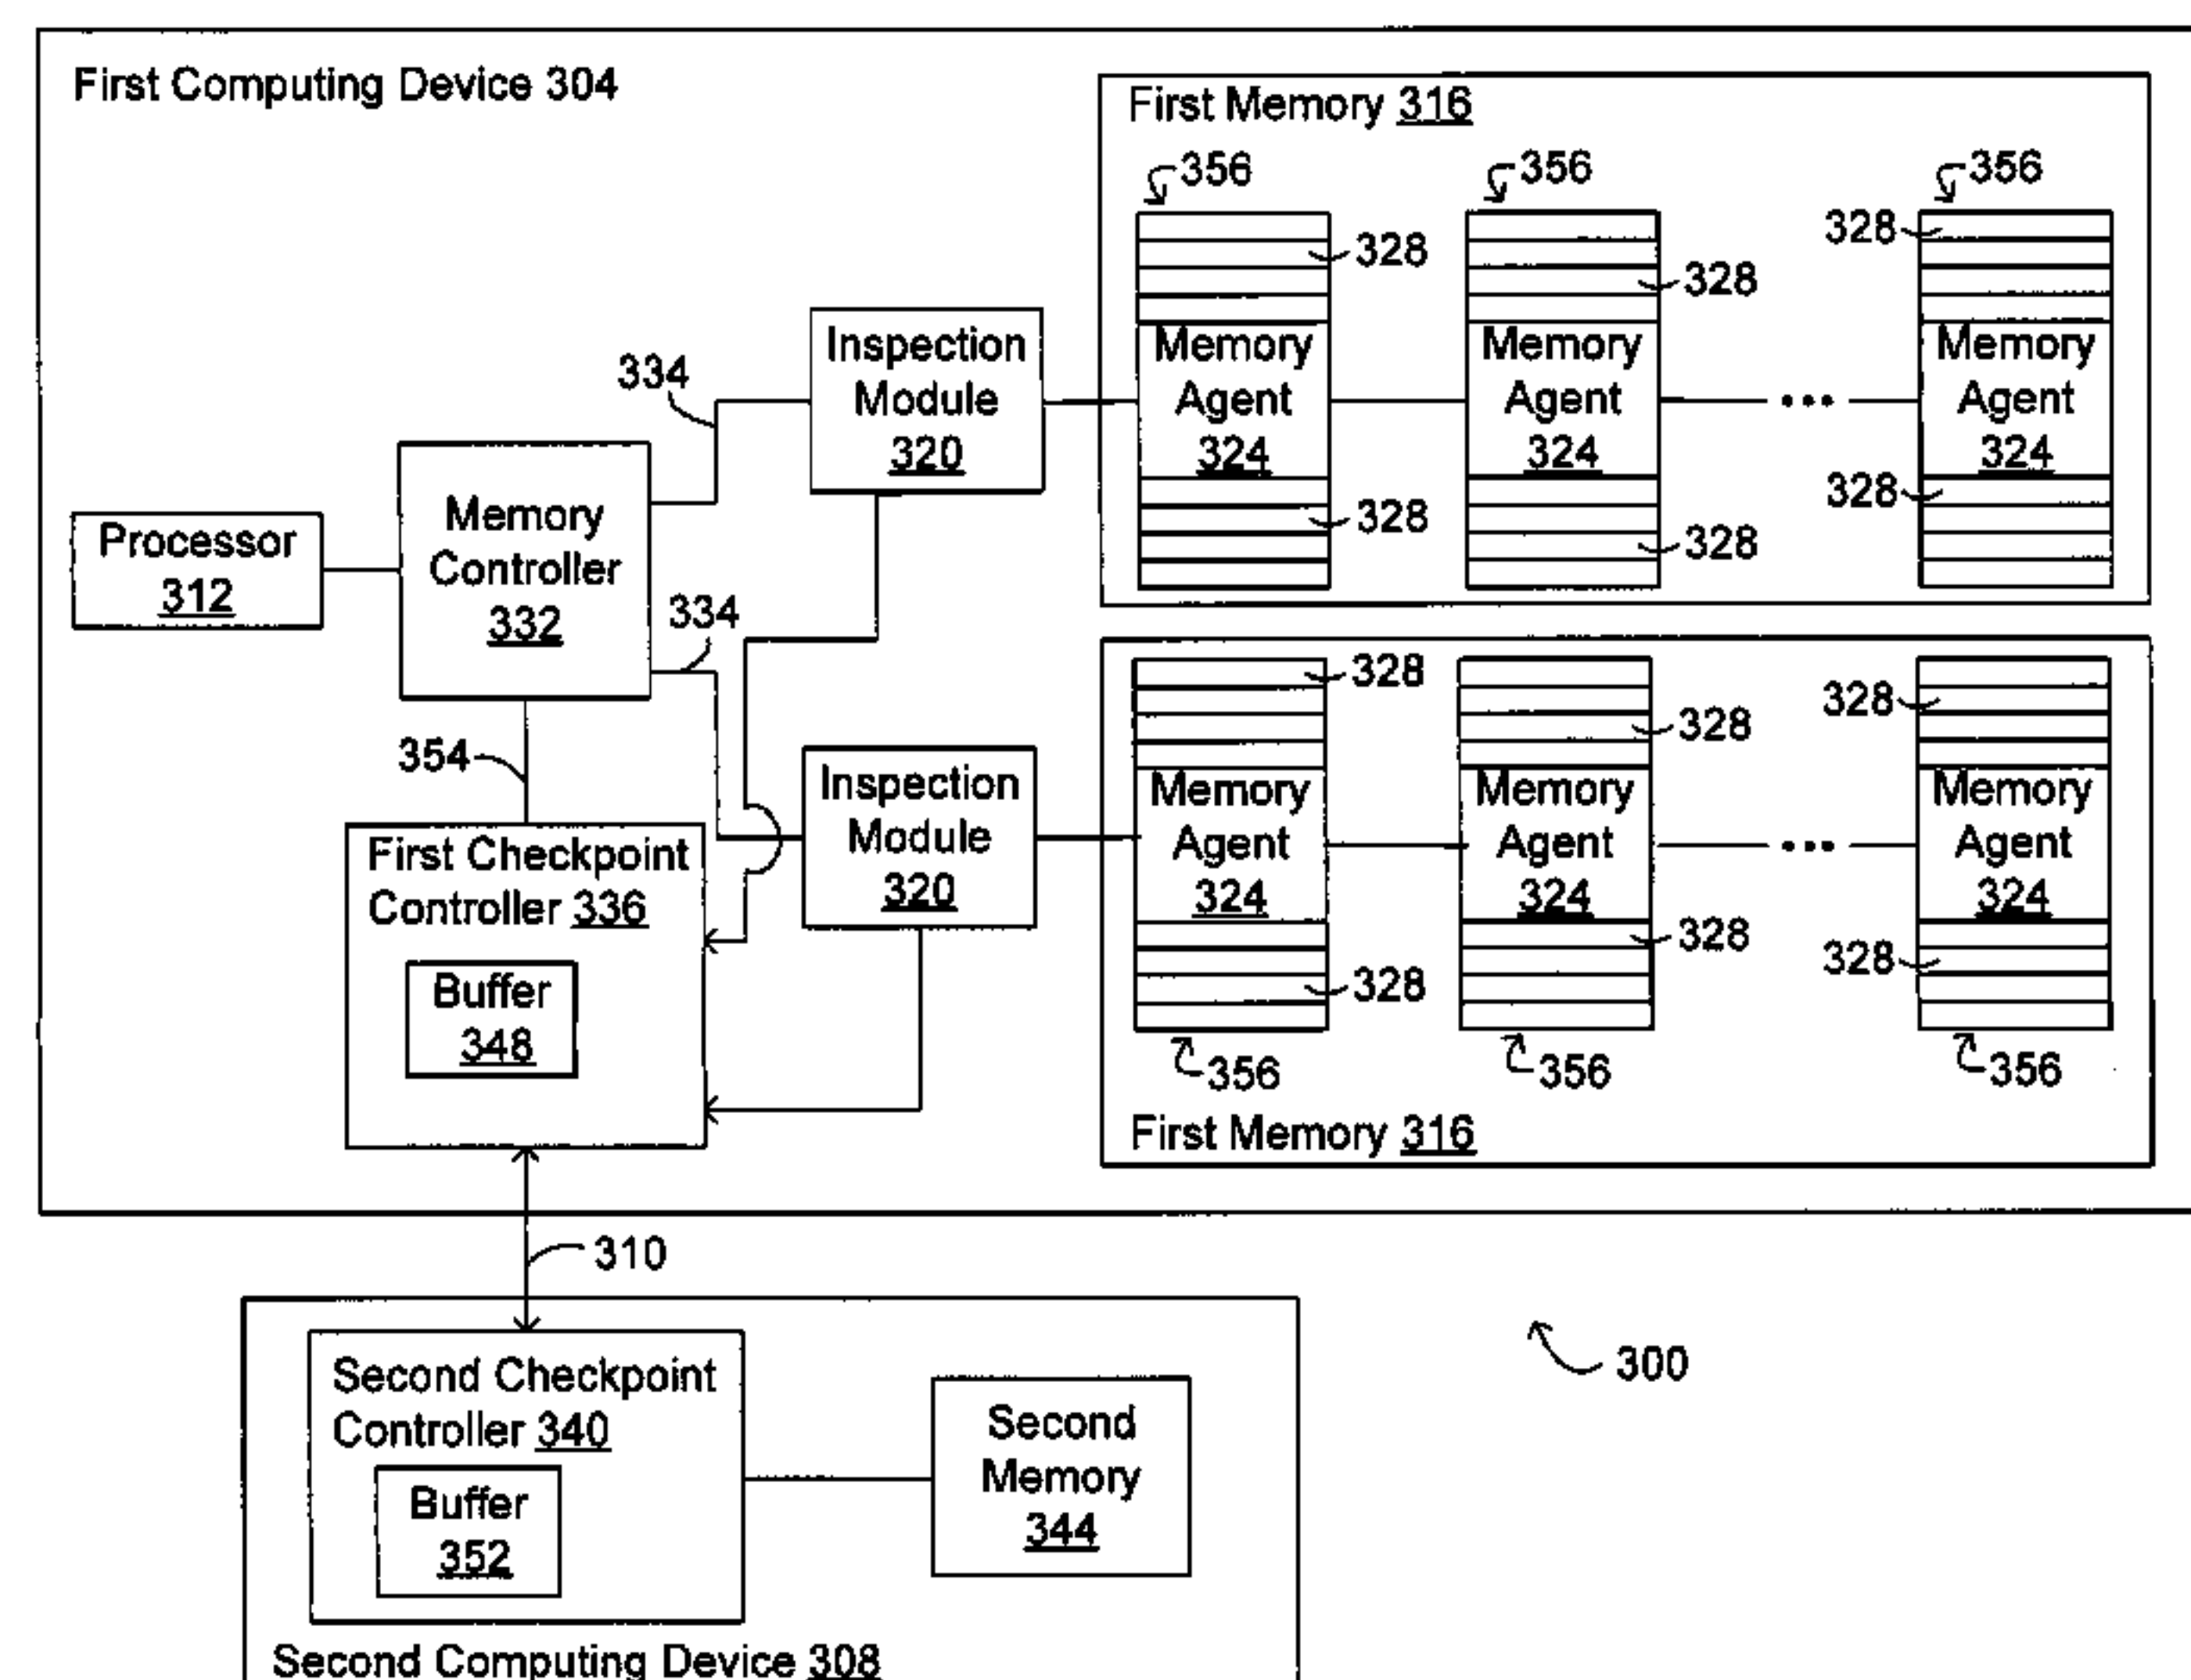 First Computing Device 304
First Memory 316
356
356
356
328
328
328
Memory
Agent
324
Memory
Agent
324
Memory
Agent
324
328
328
328
Inspection
Module
320
334
Memory
Controller
332
Processor
312
334
354
First Checkpoint
Controller 336
Buffer
348
Inspection
Module
320
328
328
328
Memory
Agent
324
Memory
Agent
324
Memory
Agent
324
328
328
328
356
356
356
First Memory 316
310
300
Second Checkpoint
Controller 340
Buffer
352
Second
Memory
344
Second Computing Device 308